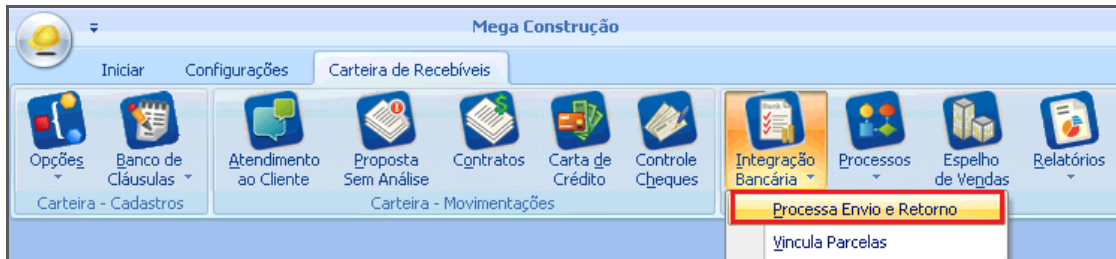 Mega Construção
Iniciar Configurações Carteira de Recebíveis
Opções Banco de Cláusulas Atendimento ao Cliente Proposta Sem Análise Contratos Carta de Crédito Controle Cheques Bank Integração Bancária Processos Espelho de Vendas Relatórios
Carteira - Cadastros Carteira - Movimentações
Processa Envio e Retorno
Vincula Parcelas